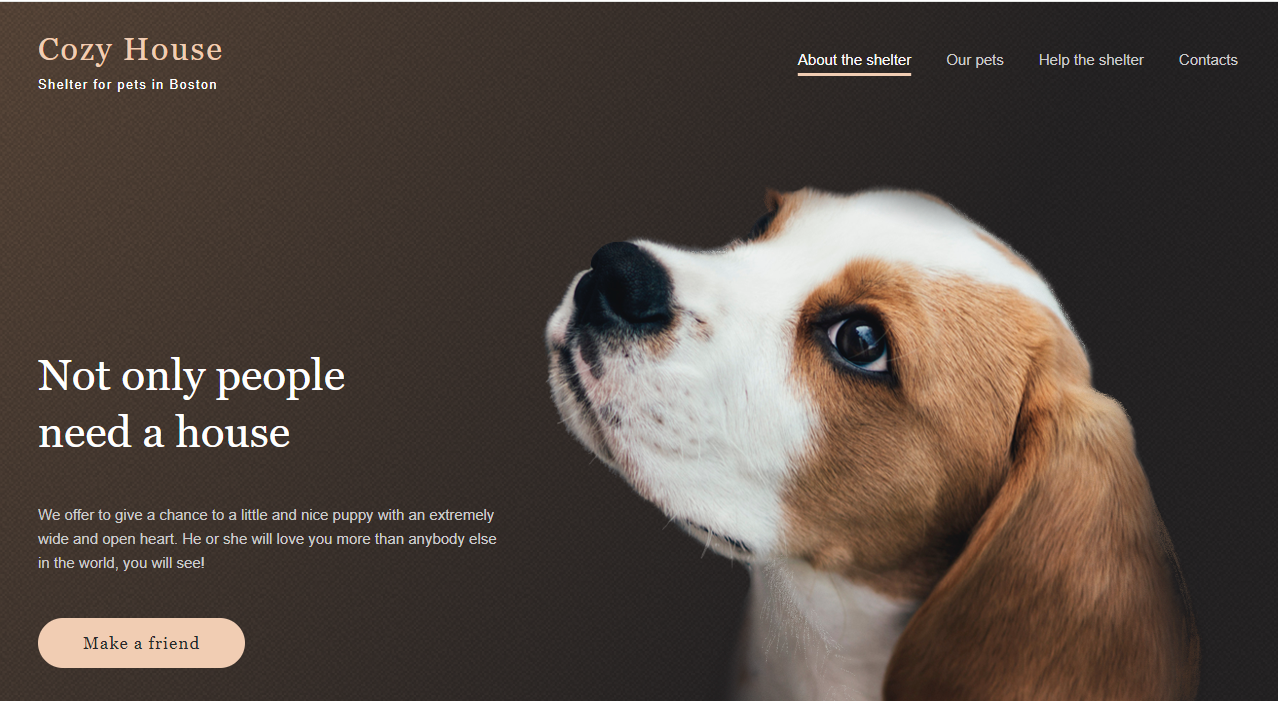 Cozy House
Shelter for pets in Boston
About the shelter
Our pets
Help the shelter
Contacts
Not only people
need a house
We offer to give a chance to a little and nice puppy with an extremely
wide and open heart. He or she will love you more than anybody else
in the world, you will see!
Make a friend